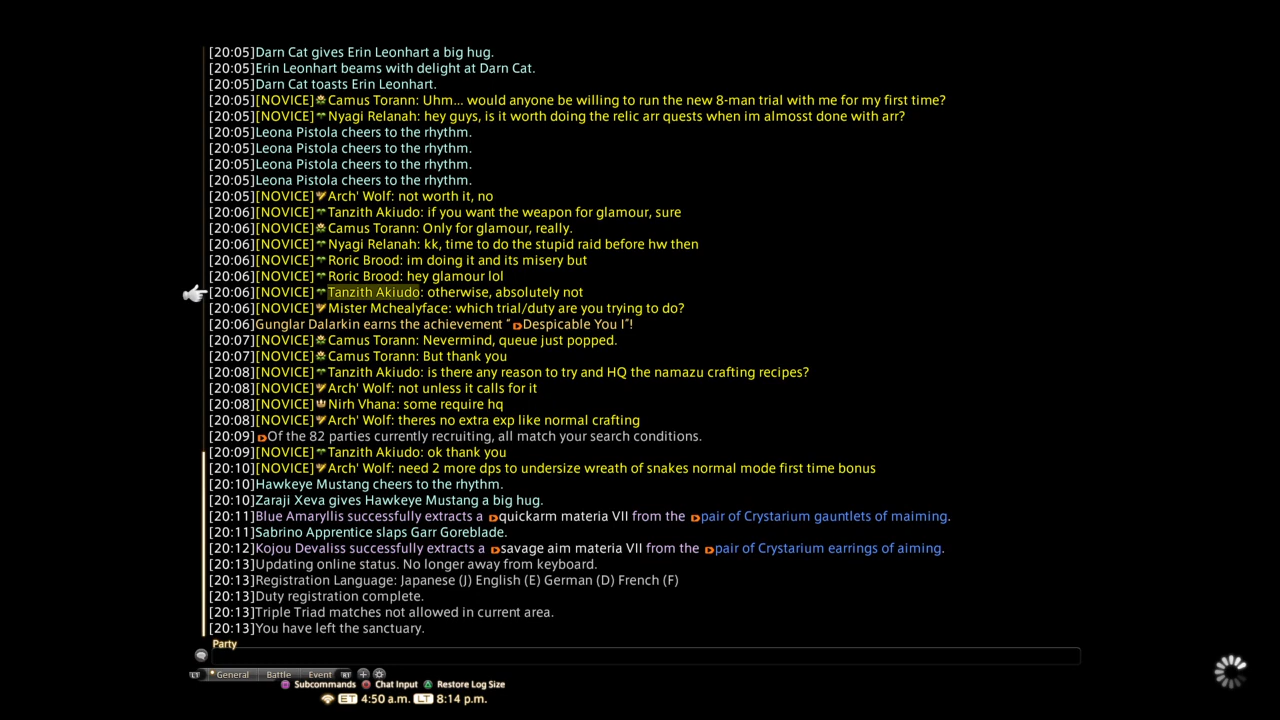 [20:05]Darn Cat gives Erin Leonhart a big hug.
[20:05]Erin Leonhart beams with delight at Darn Cat.
[20:05]Darn Cat toasts Erin Leonhart.
[20:05][NOVICE]Camus Torann: Uhm... would anyone be willing to run the new 8-man trial with me for my first time?
[20:05][NOVICE]Nyagi Relanah: hey guys, is it worth doing the relic arr quests when im almosst done with arr?
[20:05]Leona Pistola cheers to the rhythm.
[20:05]Leona Pistola cheers to the rhythm.
[20:05]Leona Pistola cheers to the rhythm.
[20:05]Leona Pistola cheers to the rhythm.
[20:05][NOVICE]Arch' Wolf: not worth it, no
[20:06][NOVICE]Tanzith Akiudo: if you want the weapon for glamour, sure
[20:06][NOVICE]Camus Torann: Only for glamour, really.
[20:06][NOVICE]Nyagi Relanah: kk, time to do the stupid raid before hw then
[20:06][NOVICE]Roric Brood: im doing it and its misery but
[20:06][NOVICE]Roric Brood: hey glamour lol
[20:06][NOVICE]Tanzith Akiudo: otherwise, absolutely not
[20:06][NOVICE]Mister Mchealyface: which trial/duty are you trying to do?
[20:06]Gunglar Dalarkin earns the achievement “Despicable You I”!
[20:07][NOVICE]Camus Torann: Nevermind, queue just popped.
[20:07][NOVICE]Camus Torann: But thank you
[20:08][NOVICE]Tanzith Akiudo: is there any reason to try and HQ the namazu crafting recipes?
[20:08][NOVICE]Arch' Wolf: not unless it calls for it
[20:08][NOVICE]Nirh Vhana: some require hq
[20:08][NOVICE]Arch' Wolf: theres no extra exp like normal crafting
[20:09]Of the 82 parties currently recruiting, all match your search conditions.
[20:09][NOVICE]Tanzith Akiudo: ok thank you
[20:10][NOVICE]Arch' Wolf: need 2 more dps to undersize wreath of snakes normal mode first time bonus
[20:10]Hawkeye Mustang cheers to the rhythm.
[20:10]Zaraji Xeva gives Hawkeye Mustang a big hug.
[20:11]Blue Amaryllis successfully extracts a quickarm materia VII from the pair of Crystarium gauntlets of maiming.
[20:11]Sabrino Apprentice slaps Garr Goreblade.
[20:12]Kojou Devaliss successfully extracts a savage aim materia VII from the pair of Crystarium earrings of aiming.
[20:13]Updating online status. No longer away from keyboard.
[20:13]Registration Language: Japanese (J) English (E) German (D) French (F)
[20:13]Duty registration complete.
[20:13]Triple Triad matches not allowed in current area.
[20:13]You have left the sanctuary.
Party
LT General Battle Event RT
Subcommands Chat Input Restore Log Size
ET 4:50 a.m. LT 8:14 p.m.